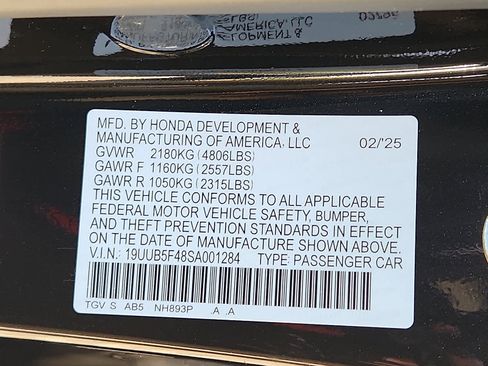 MFD. BY HONDA DEVELOPMENT &
MANUFACTURING OF AMERICA, LLC 02/'25
GVWR 2180KG (4806LBS)
GAWR F 1160KG (2557LBS)
GAWR R 1050KG (2315LBS)
THIS VEHICLE CONFORMS TO ALL APPLICABLE
FEDERAL MOTOR VEHICLE SAFETY, BUMPER,
AND THEFT PREVENTION STANDARDS IN EFFECT
ON THE DATE OF MANUFACTURE SHOWN ABOVE.
V.I.N.: 19UUB5F48SA001284 TYPE: PASSENGER CAR
TGV S AB5 NH893P .A .A